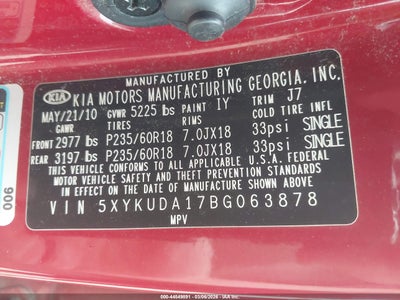 MANUFACTURED BY
KIA KIA MOTORS MANUFACTURING GEORGIA, INC.
MAY/21/10 GVWR 5225 lbs PAINT IY TRIM J7
GAWR TIRES RIMS COLD TIRE INFL
FRONT 2977 lbs P235/60R18 7.0JX18 33psi SINGLE
REAR 3197 lbs P235/60R18 7.0JX18 33psi SINGLE
THIS VEHICLE CONFORMS TO ALL APPLICABLE U.S.A. FEDERAL
MOTOR VEHICLE SAFETY AND THEFT PREVENTION STANDARDS
IN EFFECT ON THE DATE OF MANUFACTURE SHOWN ABOVE.
VIN 5XYKUDA17BG063878
MPV
900